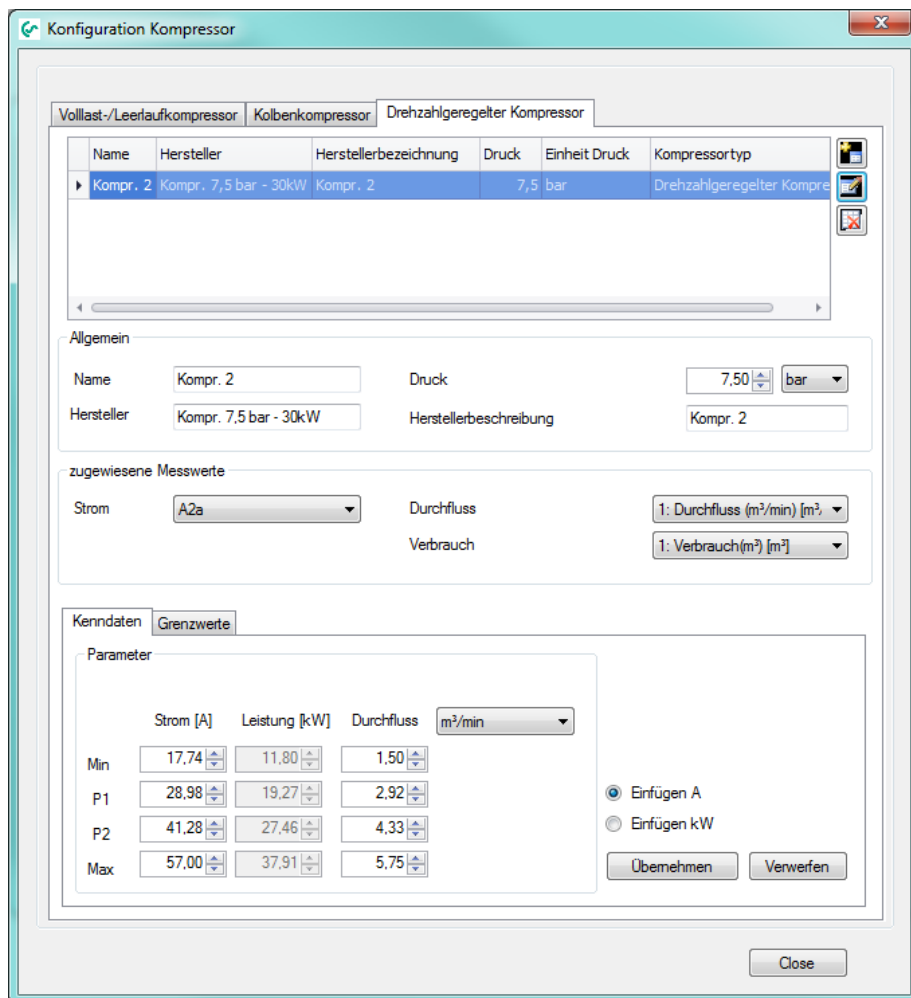 Konfiguration Kompressor
Volllast-/Leerlaufkompressor Kolbenkompressor Drehzahlgeregelter Kompressor
Name Hersteller Herstellerbezeichnung Druck Einheit Druck Kompressortyp
Kompr. 2 Kompr. 7,5 bar - 30kW Kompr. 2 7,5 bar Drehzahlgeregelter Kompre
Allgemein
Name Kompr. 2 Druck 7,50 bar
Hersteller Kompr. 7,5 bar - 30kW Herstellerbeschreibung Kompr. 2
zugewiesene Messwerte
Strom A2a Durchfluss 1: Durchfluss (m³/min) [m³/
Verbrauch 1: Verbrauch(m³) [m³]
Kenndaten Grenzwerte
Parameter
Strom [A] Leistung [kW] Durchfluss m³/min
Min 17,74 11,80 1,50
P1 28,98 19,27 2,92
Einfügen A
P2 41,28 27,46 4,33
Einfügen kW
Max 57,00 37,91 5,75
Übernehmen Verwerfen
Close